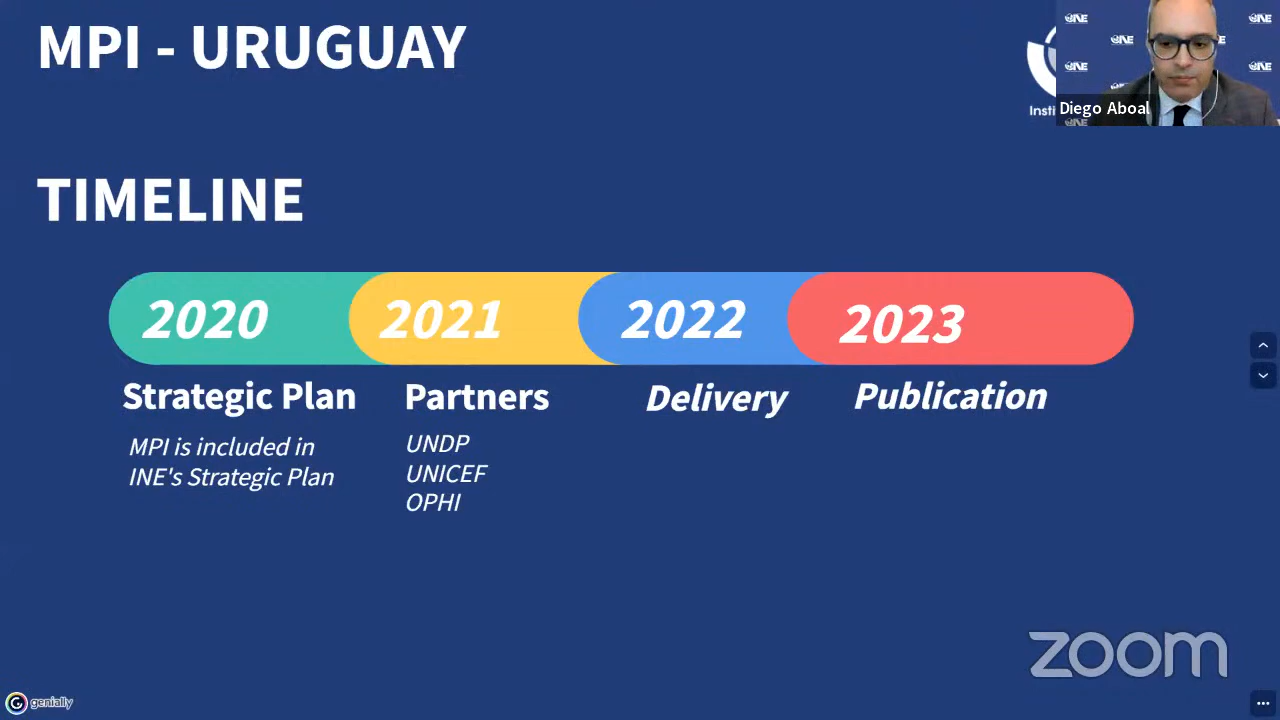 MPI - URUGUAY
Diego Aboal
TIMELINE
2020
2021
2022
2023
Strategic Plan
Partners
Delivery
Publication
MPI is included in
INE's Strategic Plan
UNDP
UNICEF
OPHI
zoom
genially